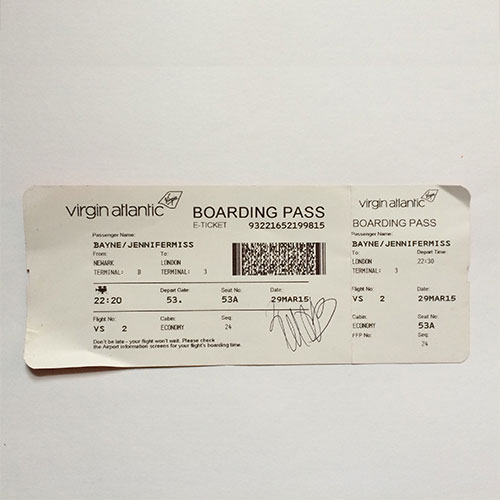 virgin atlantic
BOARDING PASS
E-TICKET 93221652199815
Passenger Name:
BAYNE/JENNIFERMISS
From: To:
NEWARK LONDON
TERMINAL: B TERMINAL: 3
Depart Gate: Seat No: Date:
22:20 53. 53A 29MAR15
Flight No: Cabin: Seq:
VS 2 ECONOMY 24
Don't be late - your flight won't wait. Please check
the Airport information screens for your flight's boarding time.
virgin atlantic
BOARDING PASS
BAYNE/JENNIFERMISS
To: Depart Time:
LONDON 22:30
TERMINAL: 3
Flight No: Date:
VS 2 29MAR15
Cabin: Seat No:
ECONOMY 53A
FFP No: Seq:
24